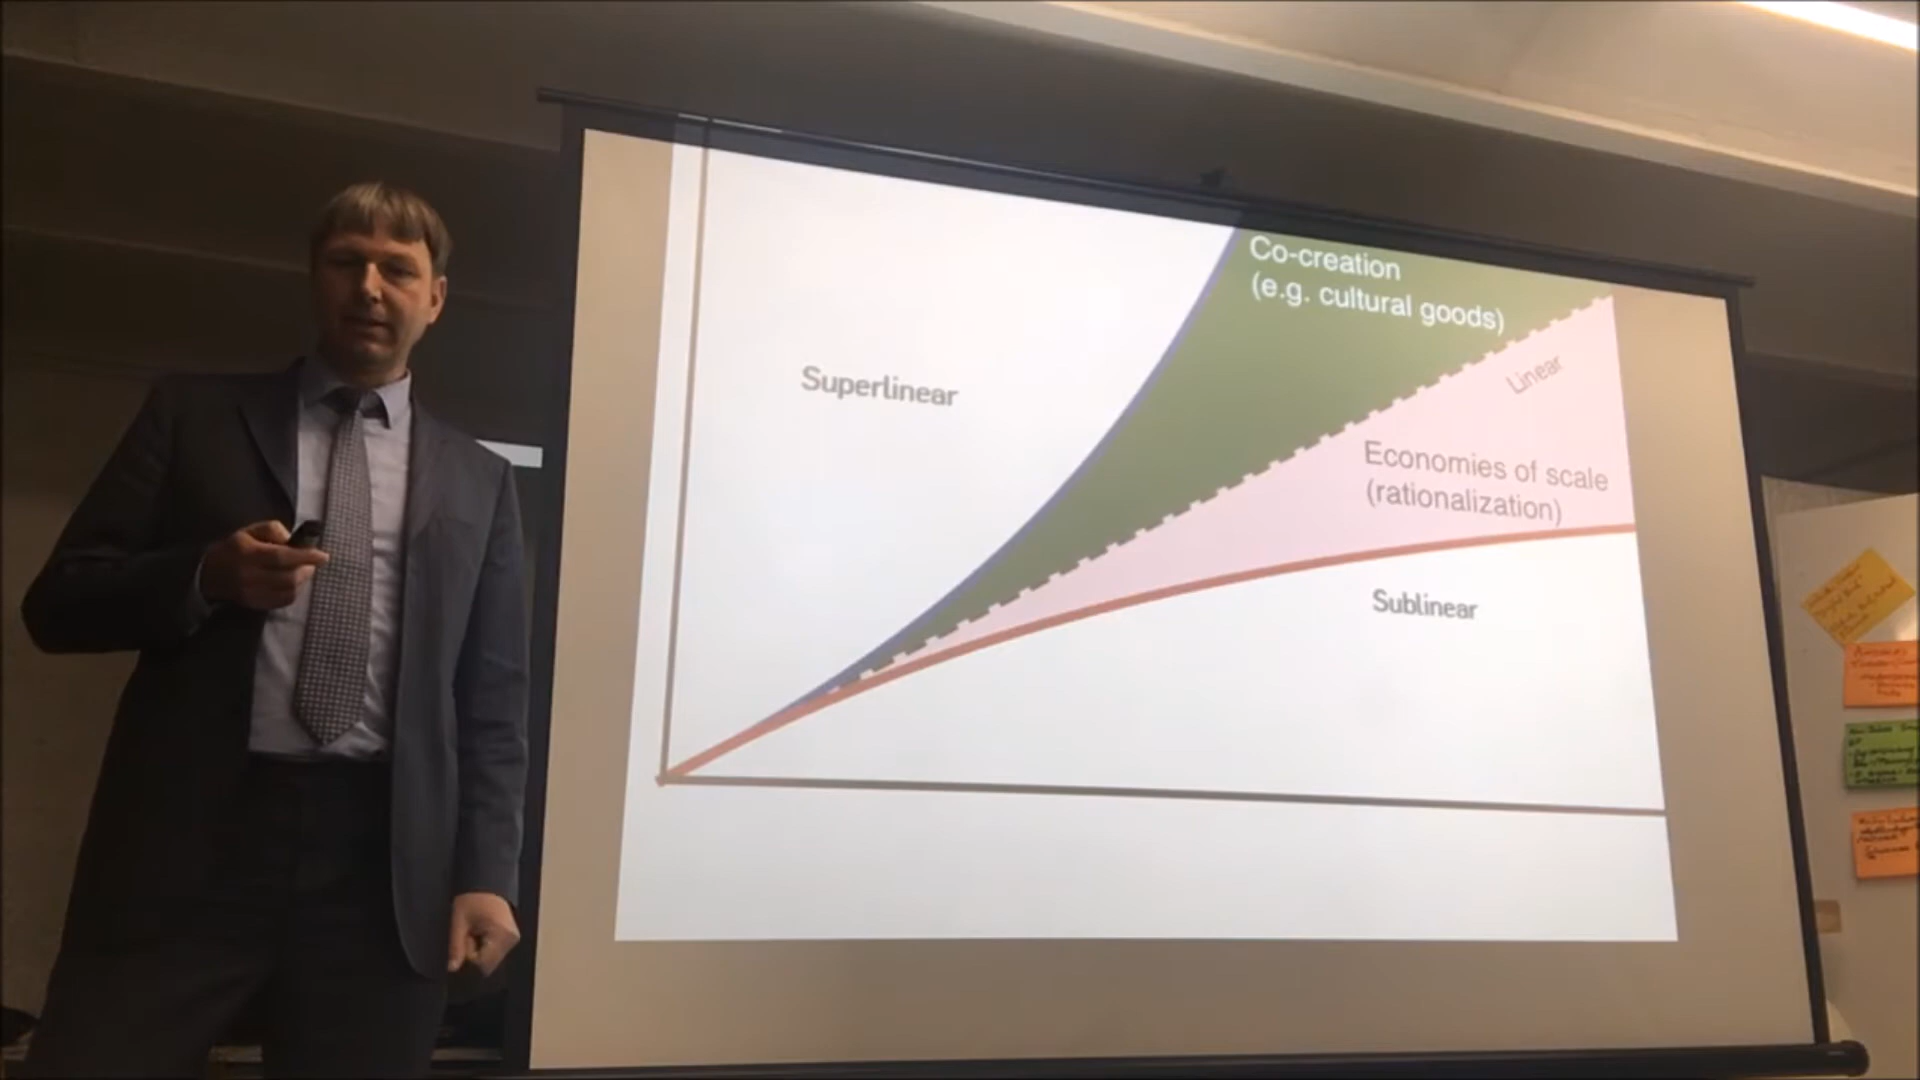 Co-creation
(e.g. cultural goods)
Superlinear
Linear
Economies of scale
(rationalization)
Sublinear